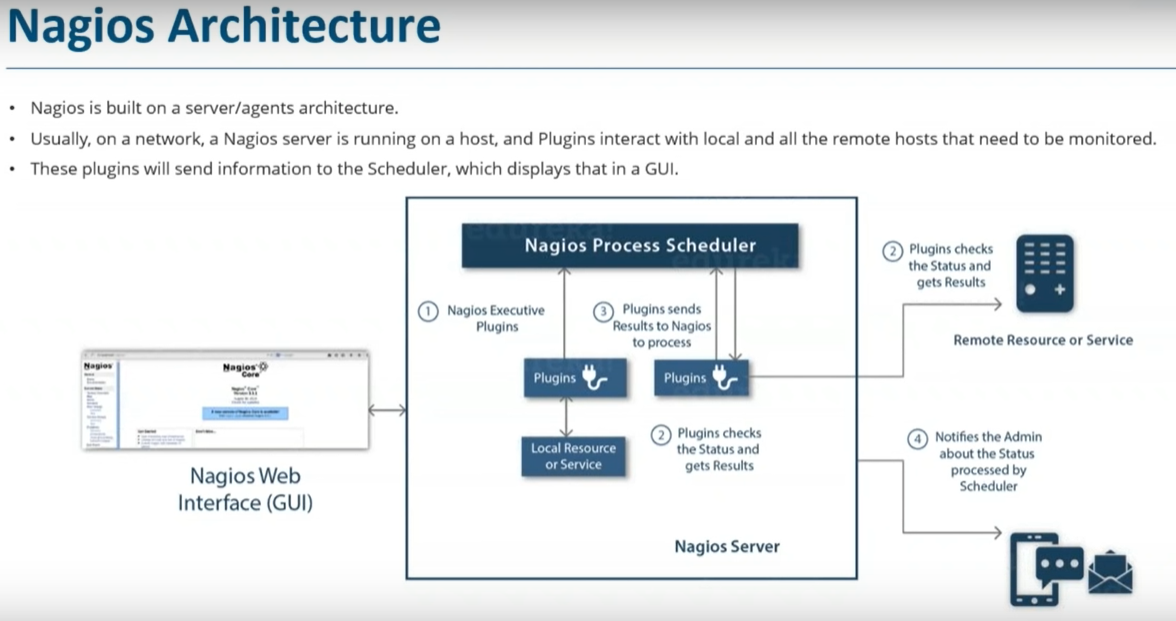 Nagios Architecture
• Nagios is built on a server/agents architecture.
• Usually, on a network, a Nagios server is running on a host, and Plugins interact with local and all the remote hosts that need to be monitored.
• These plugins will send information to the Scheduler, which displays that in a GUI.
Nagios Process Scheduler
1 Nagios Executive
Plugins
3 Plugins sends
Results to Nagios
to process
2 Plugins checks
the Status and
gets Results
Remote Resource or Service
Nagios
Nagios
Core
Plugins
Plugins
Local Resource
or Service
2 Plugins checks
the Status and
gets Results
4 Notifies the Admin
about the Status
processed by
Scheduler
Nagios Web
Interface (GUI)
Nagios Server